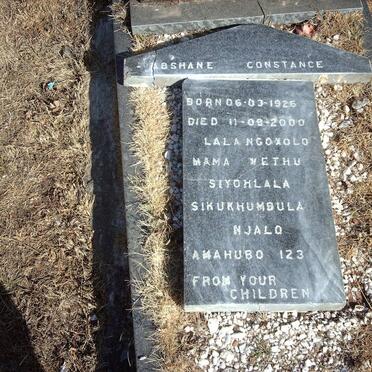 ABSHANE CONSTANCE
BORN 06-03-1926
DIED 11-09-2000
LALA NGOXOLO
MAMA WETHU
SIYOHLALA
SIKUKHUMBULA
NJALO
AMAHUBO 123
FROM YOUR
CHILDREN